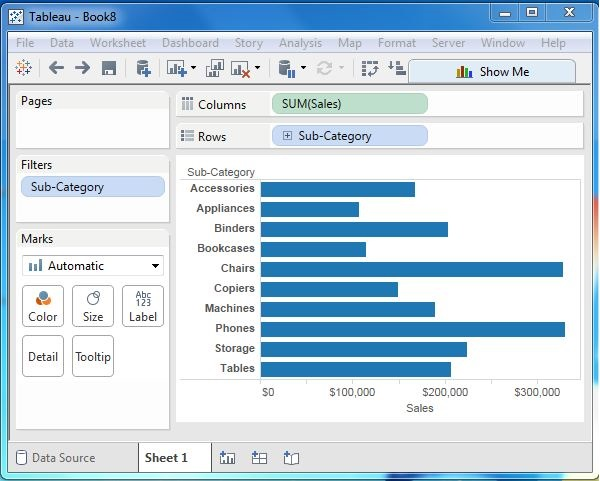 Tableau - Book8
File Data Worksheet Dashboard Story Analysis Map Format Server Window Help
Show Me
Pages
Columns SUM(Sales)
Rows Sub-Category
Filters
Sub-Category
Marks
Automatic
Color Size Abc 123 Label
Detail Tooltip
Sub-Category
Accessories
Appliances
Binders
Bookcases
Chairs
Copiers
Machines
Phones
Storage
Tables
$0 $100,000 $200,000 $300,000
Sales
Data Source Sheet 1